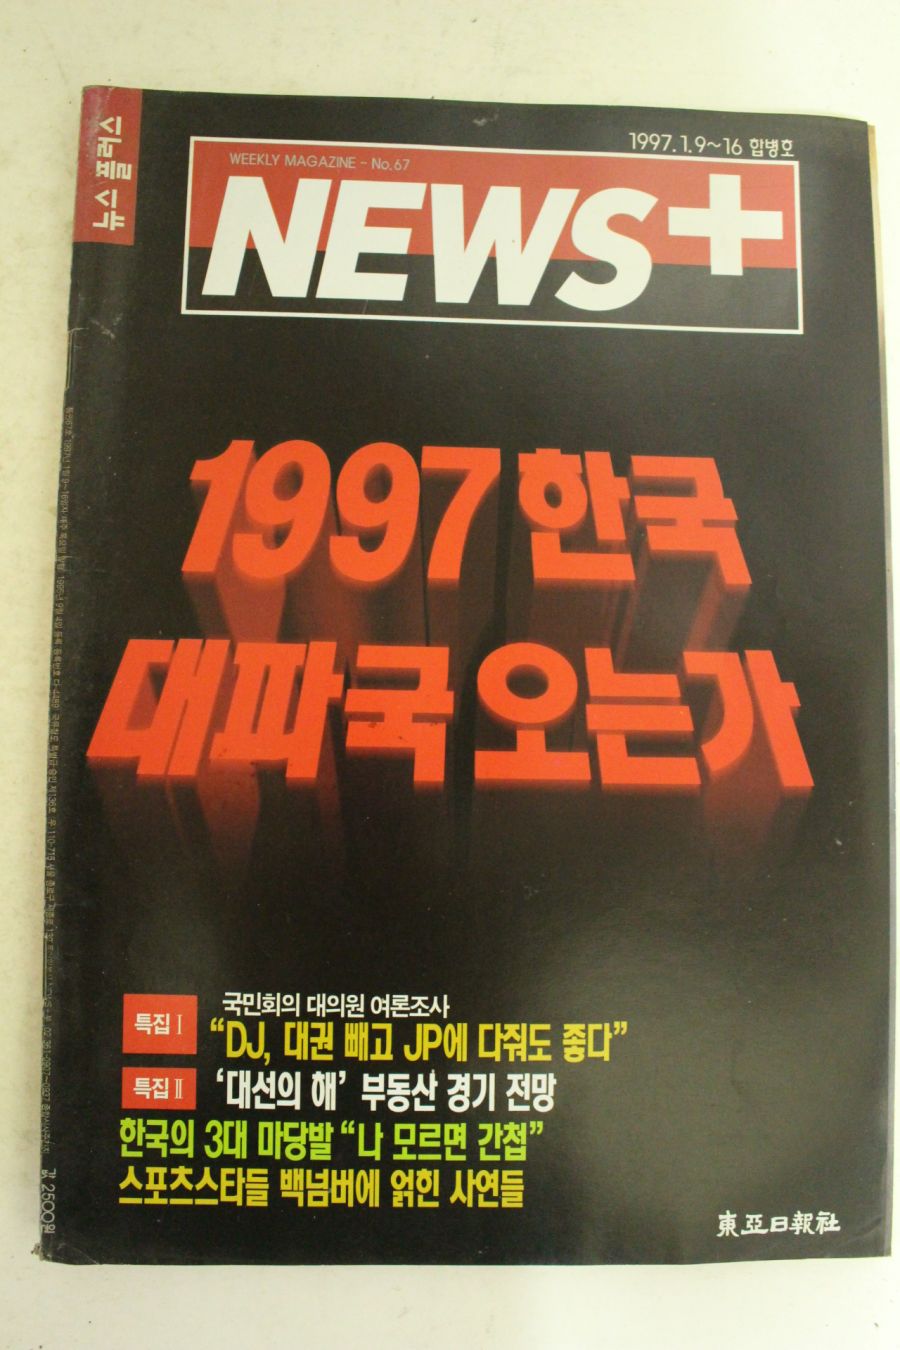 뉴스 플러스
1997.1.9~16 합병호
WEEKLY MAGAZINE - No.67
NEWS+
1997 한국
대파국 오는가
특집 I
국민회의 대의원 여론조사
“DJ, 대권 빼고 JP에 다줘도 좋다”
특집 II
‘대선의 해’ 부동산 경기 전망
한국의 3대 마당발 “나 모르면 간첩”
스포츠스타들 백넘버에 얽힌 사연들
東亞日報社
값 2500원